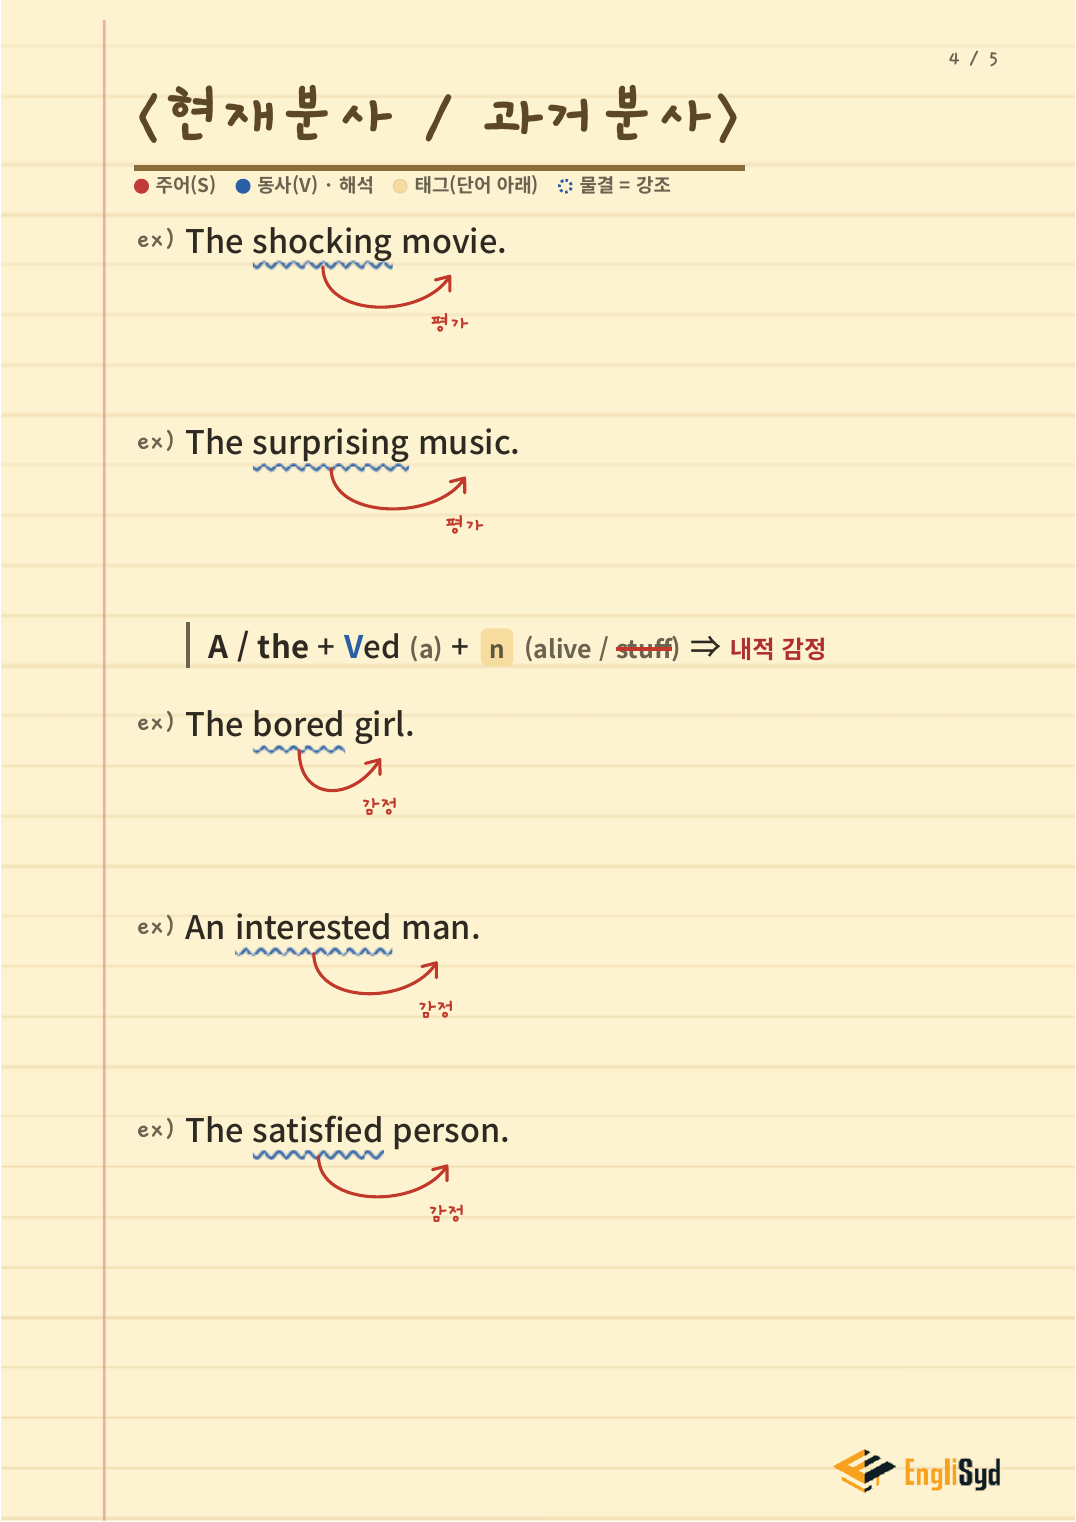 4 / 5
<현재분사 / 과거분사>
주어(S) 동사(V) · 해석 태그(단어 아래) 물결 = 강조
ex) The shocking movie.
평가
ex) The surprising music.
평가
A / the + Ved (a) + n (alive / stuff) ⇒ 내적 감정
ex) The bored girl.
감정
ex) An interested man.
감정
ex) The satisfied person.
감정
EngliSyd